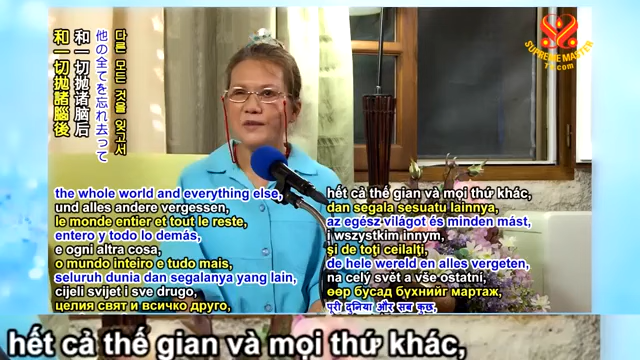 SUPREME MASTER
TV.com
다른 모든 것을 잊고서
他の全てを忘れ去って
和一切抛诸脑后
和一切拋諸腦後
the whole world and everything else,
und alles andere vergessen,
le monde entier et tout le reste,
entero y todo lo demás,
e ogni altra cosa,
o mundo inteiro e tudo mais,
seluruh dunia dan segalanya yang lain,
cijeli svijet i sve drugo,
целия свят и всичко друго,
hết cả thế gian và mọi thứ khác,
dan segala sesuatu lainnya,
az egész világot és minden mást,
i wszystkim innym,
și de toți ceilalți,
de hele wereld en alles vergeten,
na celý svět a vše ostatní,
өөр бусад бүхнийг мартаж,
पूरी दुनिया और सब कुछ,
hết cả thế gian và mọi thứ khác,